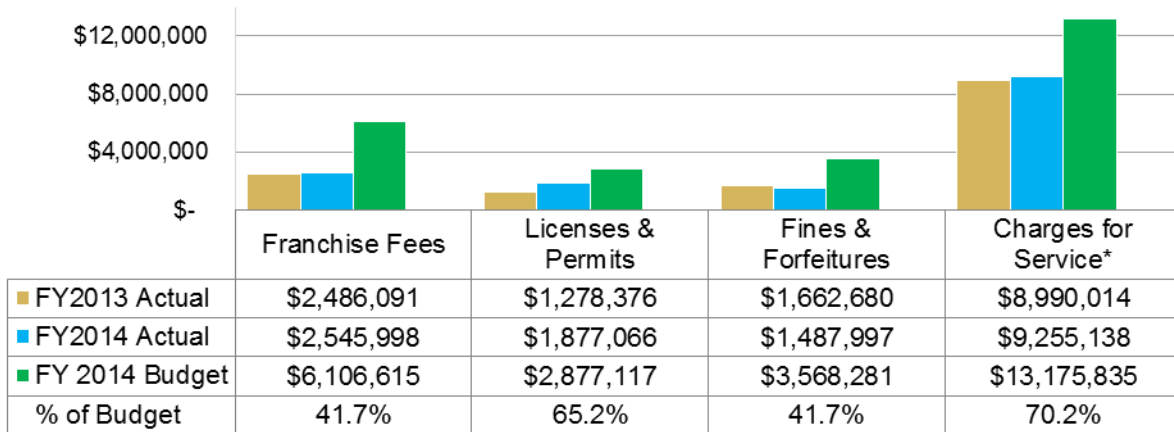 $12,000,000
$8,000,000
$4,000,000
$-
Franchise Fees
Licenses &
Permits
Fines &
Forfeitures
Charges for
Service*
FY2013 Actual $2,486,091 $1,278,376 $1,662,680 $8,990,014
FY2014 Actual $2,545,998 $1,877,066 $1,487,997 $9,255,138
FY 2014 Budget $6,106,615 $2,877,117 $3,568,281 $13,175,835
% of Budget 41.7% 65.2% 41.7% 70.2%